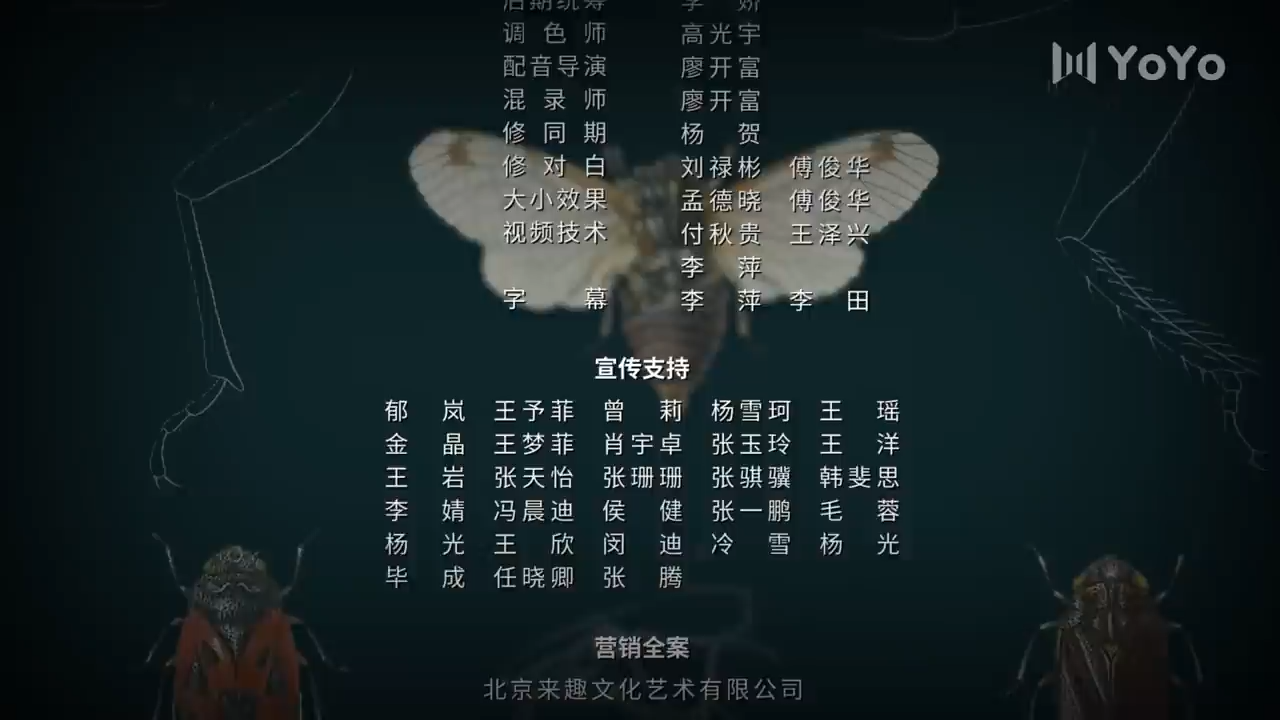 后期统筹 李娇
YOYO
调色师 高光宇
配音导演 廖开富
混录师 廖开富
修同期 杨贺
修对白 刘禄彬 傅俊华
大小效果 孟德晓 傅俊华
视频技术 付秋贵 王泽兴
李萍
字幕 李萍 李田
宣传支持
郁岚 王予菲 曾莉 杨雪珂 王瑶
金晶 王梦菲 肖宇卓 张玉玲 王洋
王岩 张天怡 张珊珊 张骐骥 韩斐思
李婧 冯晨迪 侯健 张一鹏 毛蓉
杨光 王欣 闵迪 冷雪 杨光
毕成 任晓卿 张腾
营销全案
北京来趣文化艺术有限公司